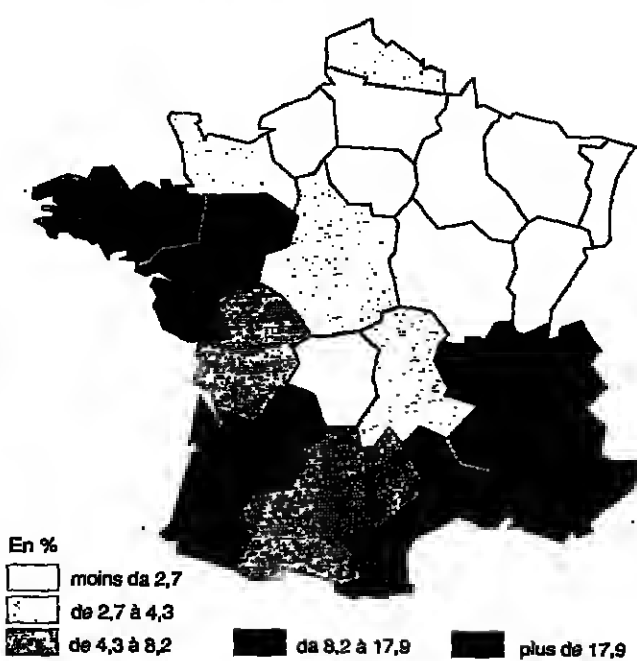 En %
moins da 2,7
de 2,7 à 4,3
de 4,3 à 8,2
da 8,2 à 17,9
plus de 17,9